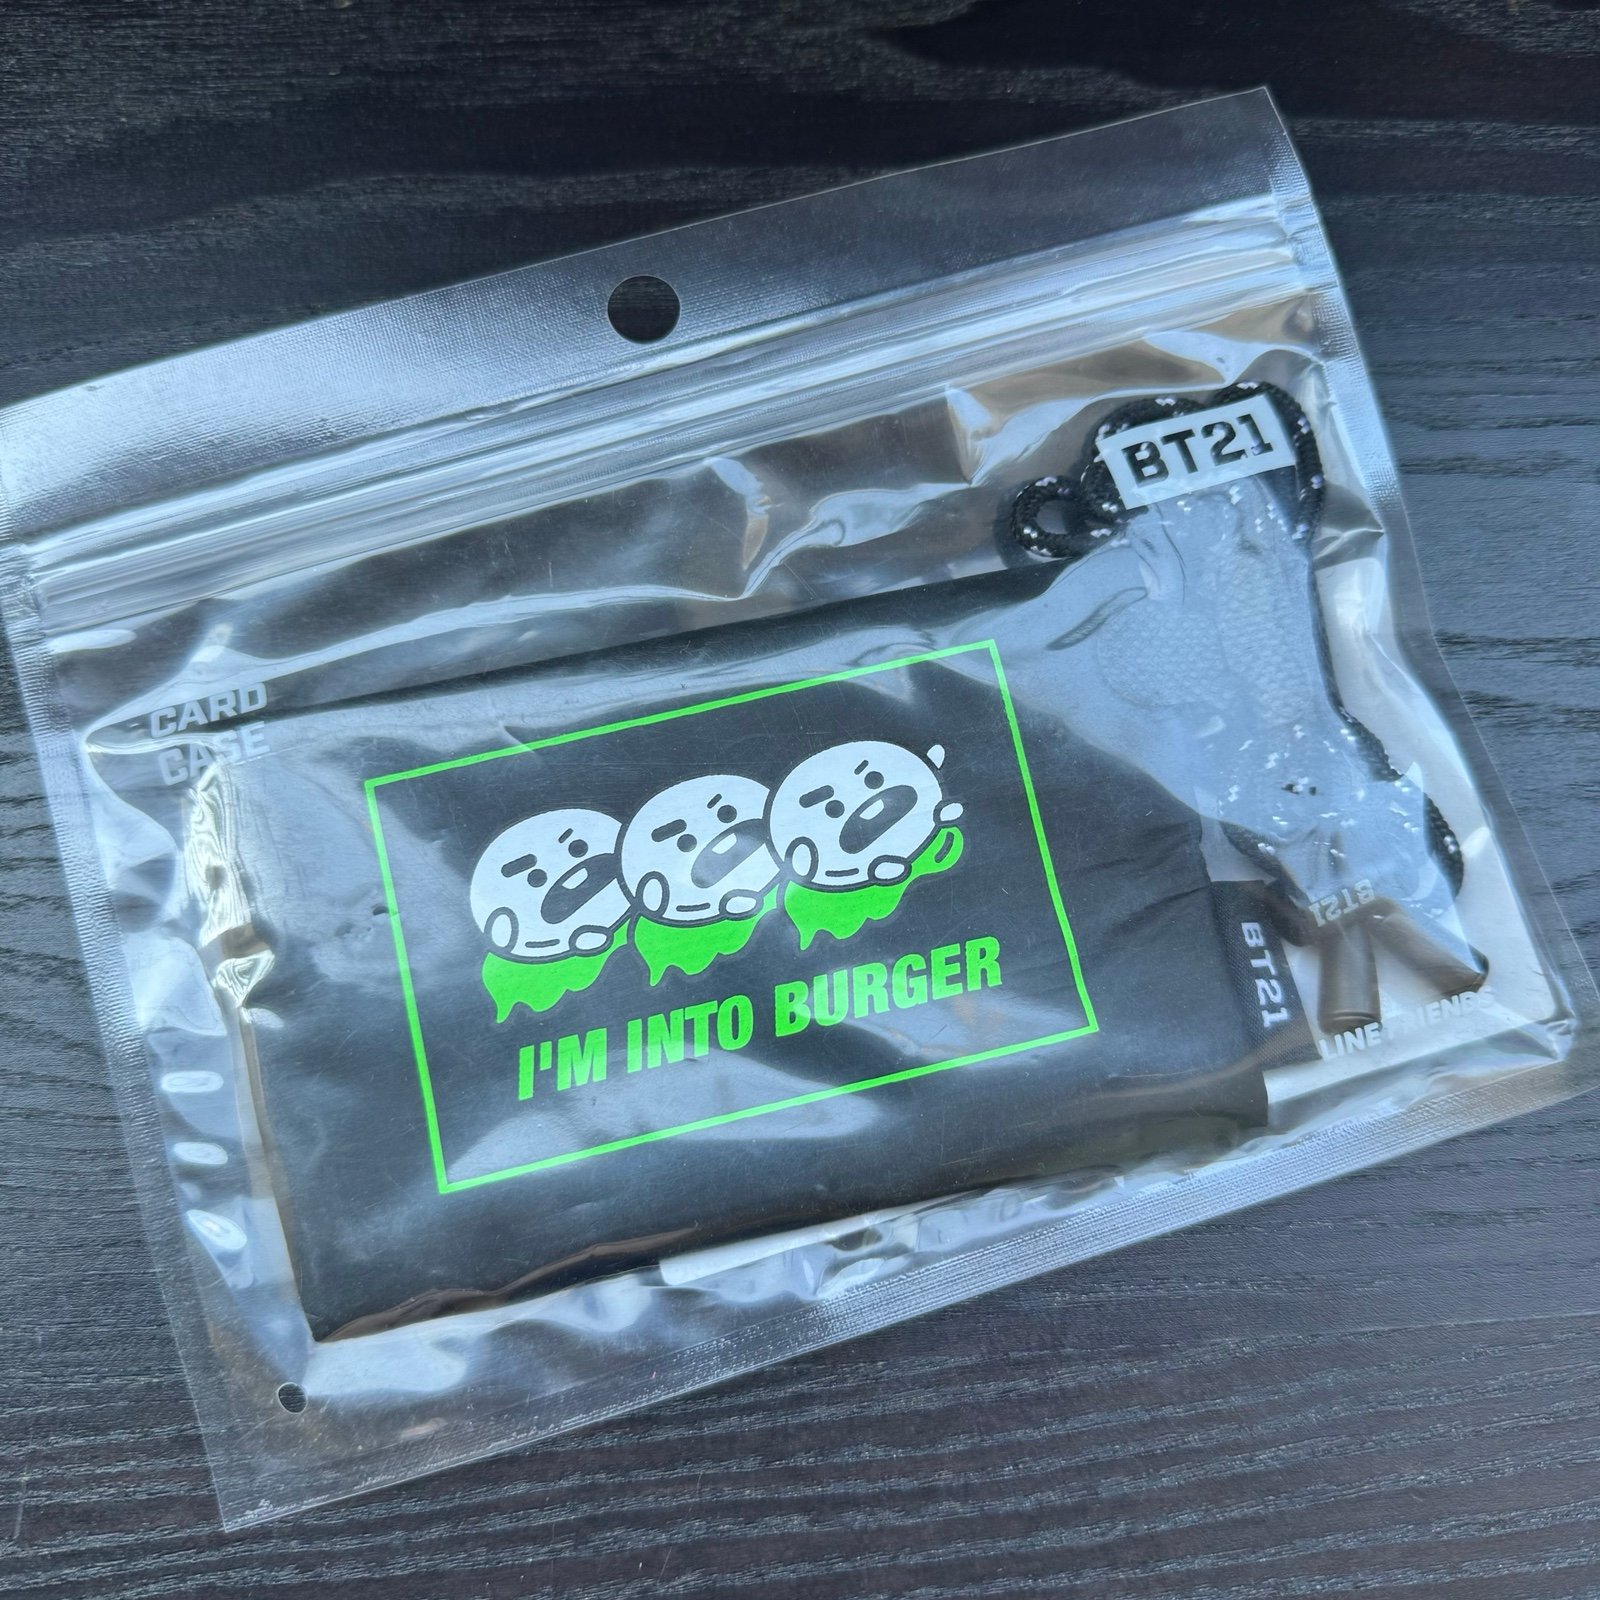 BT21
CARD
CASE
I'M INTO BURGER
BT21
BT21
LINE FRIENDS